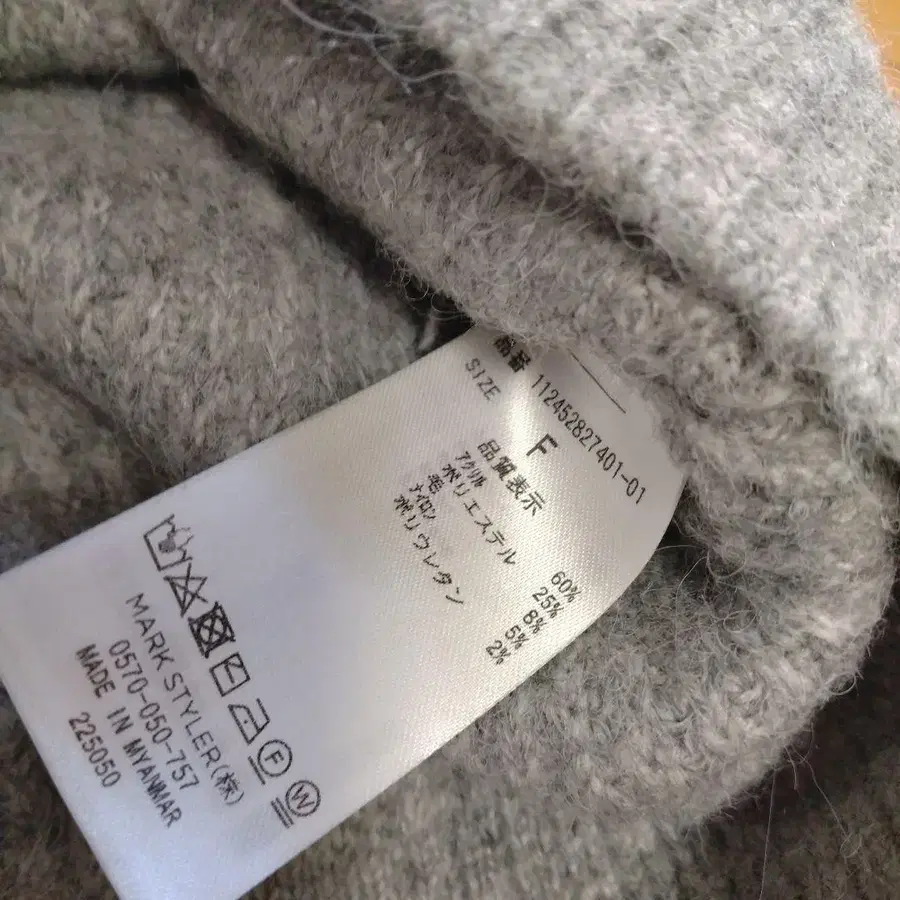 品番 112452827401-01
SIZE F
品質表示
アクリル 60%
ポリエステル 25%
毛 8%
ナイロン 5%
ポリウレタン 2%
F W
MARK STYLER(株)
0570-050-757
MADE IN MYANMAR
225050